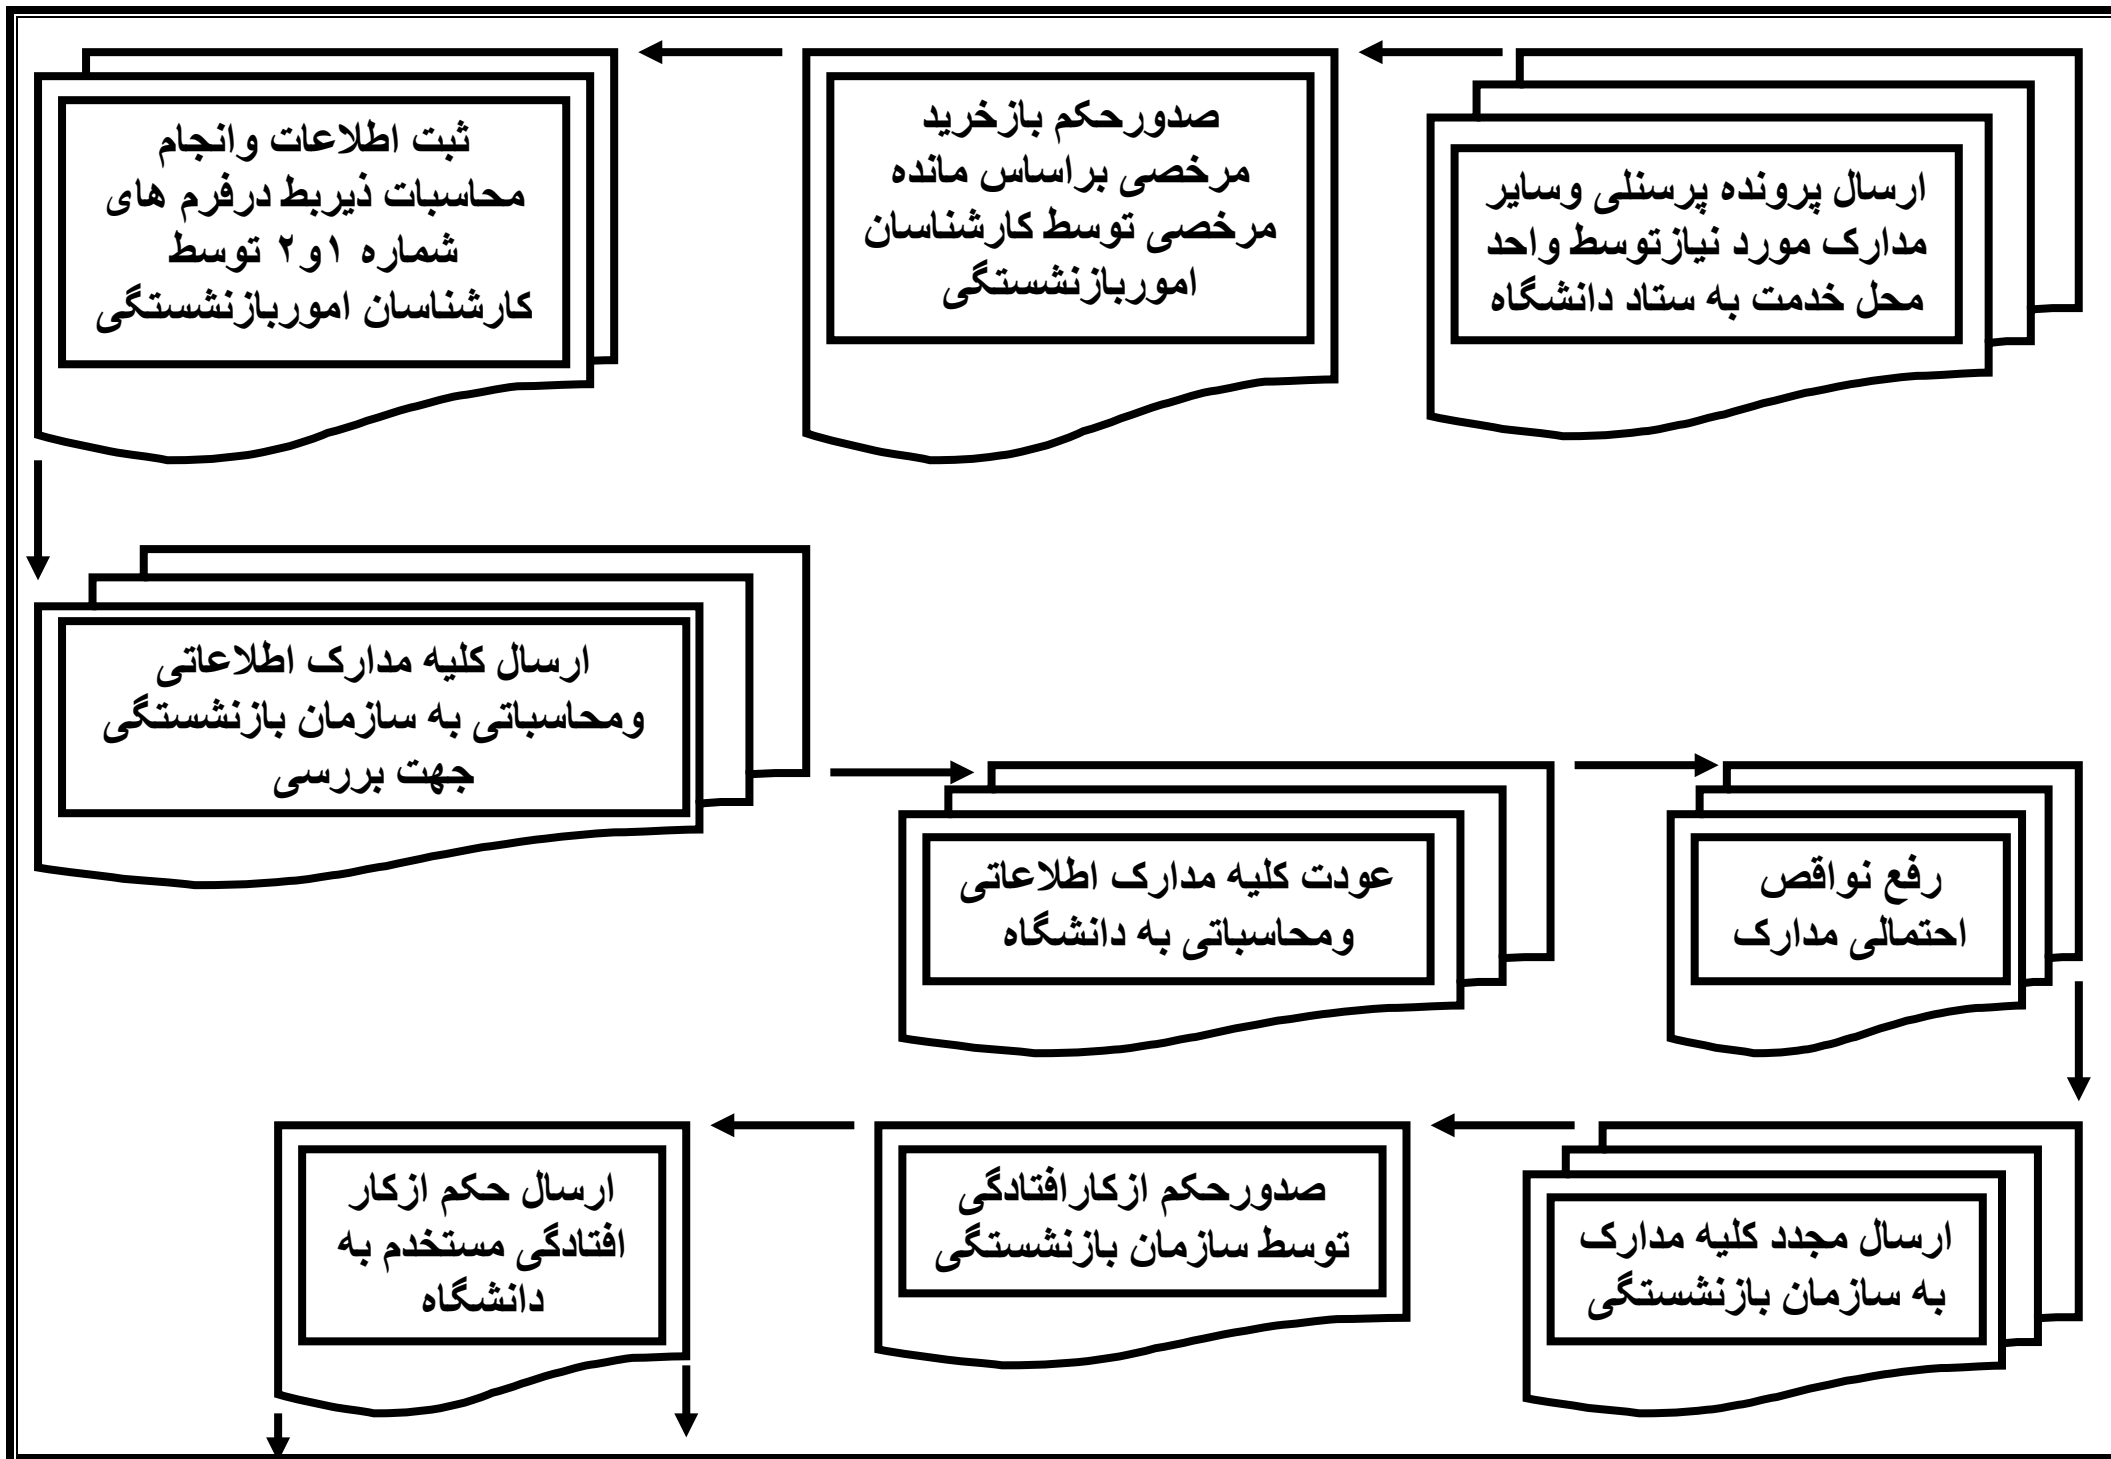 ارسال پرونده پرسنلی وسایر
مدارک مورد نیازتوسط واحد
محل خدمت به ستاد دانشگاه
صدورحکم بازخرید
مرخصی براساس مانده
مرخصی توسط کارشناسان
اموربازنشستگی
ثبت اطلاعات وانجام
محاسبات ذیربط درفرم های
شماره ۱و۲ توسط
کارشناسان اموربازنشستگی
ارسال کلیه مدارک اطلاعاتی
ومحاسباتی به سازمان بازنشستگی
جهت بررسی
عودت کلیه مدارک اطلاعاتی
ومحاسباتی به دانشگاه
رفع نواقص
احتمالی مدارک
ارسال مجدد کلیه مدارک
به سازمان بازنشستگی
صدورحکم ازکارافتادگی
توسط سازمان بازنشستگی
ارسال حکم ازکار
افتادگی مستخدم به
دانشگاه